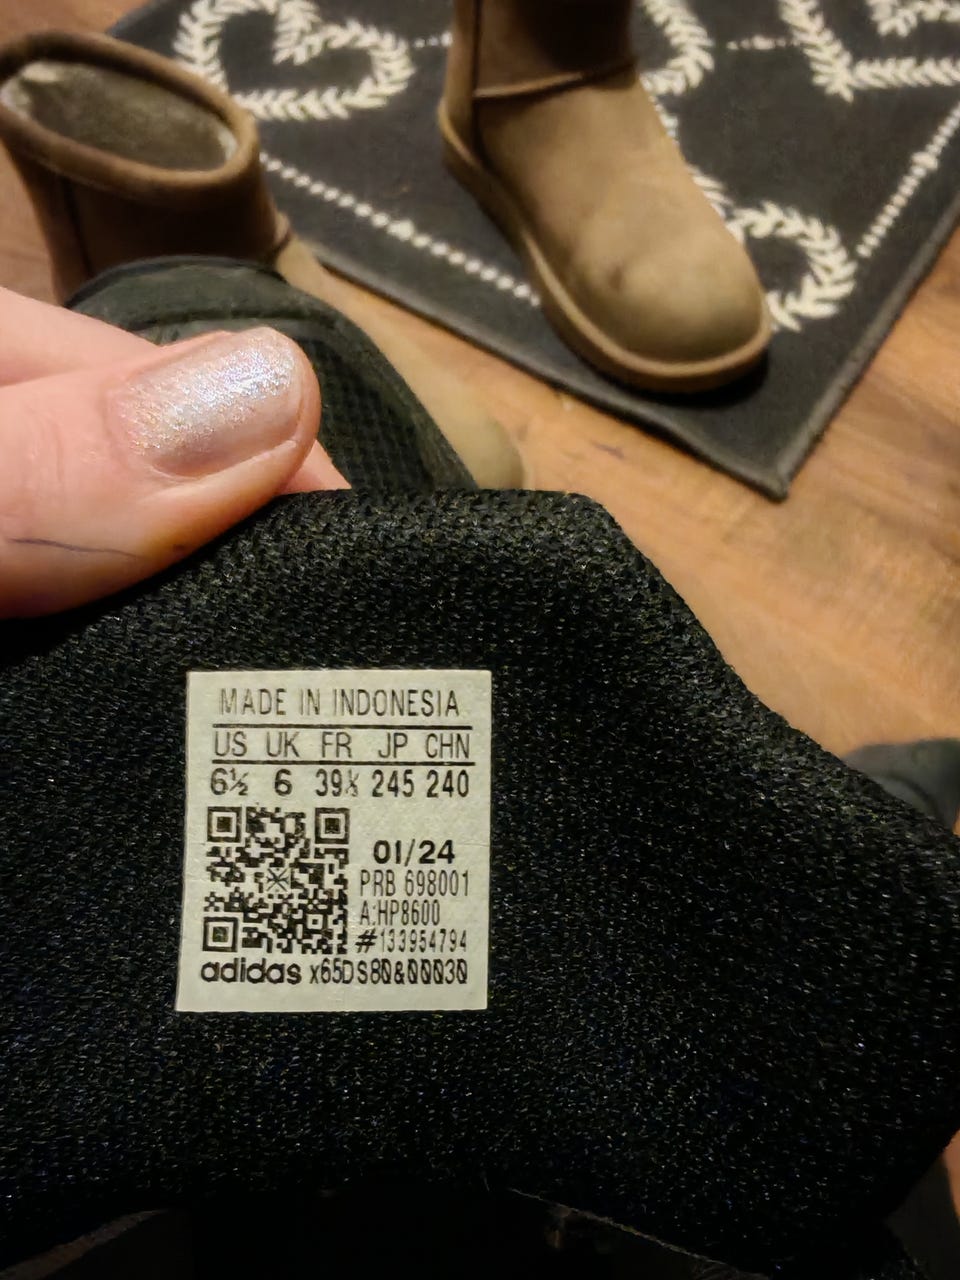 MADE IN INDONESIA
US UK FR JP CHN
6½ 6 39⅓ 245 240
01/24
PRB 698001
A:HP8600
#133954794
adidas x65DS80&00030